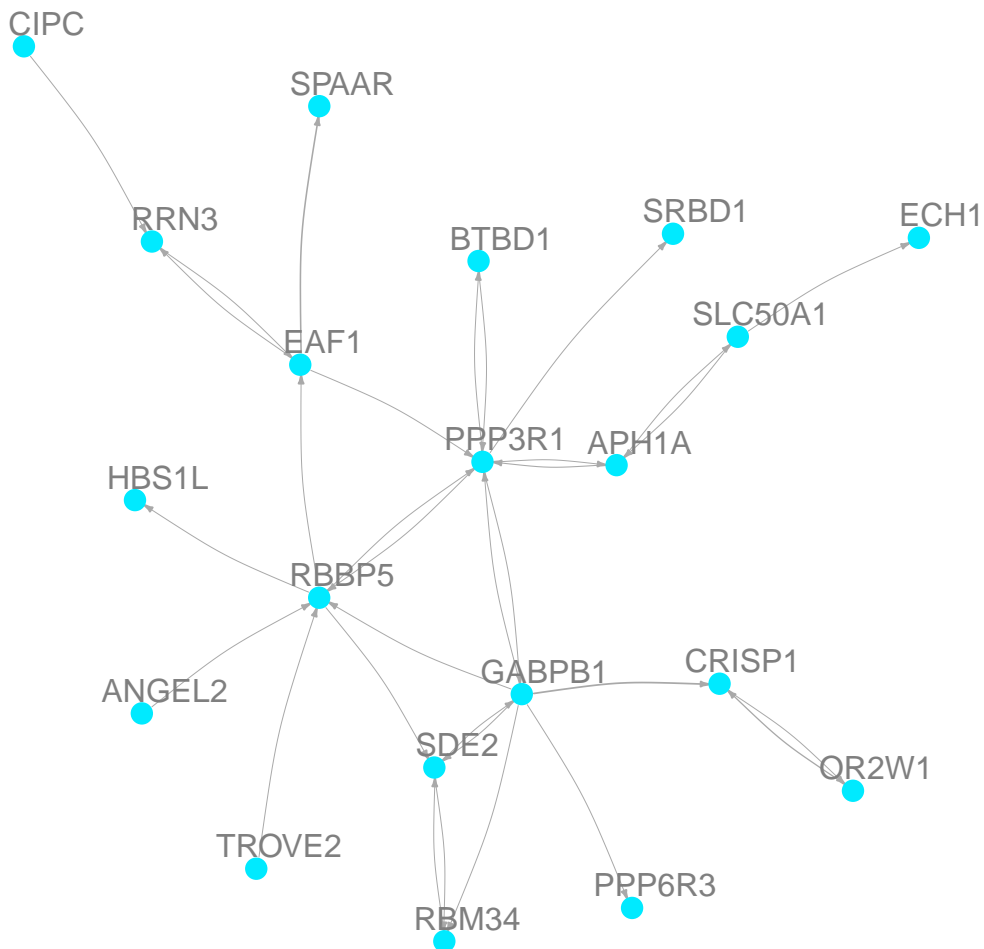 CIPC
SPAAR
RRN3
SRBD1
ECH1
BTBD1
SLC50A1
EAF1
PPP3R1
APH1A
HBS1L
RBBP5
CRISP1
GABPB1
ANGEL2
SDE2
OR2W1
TROVE2
PPP6R3
RBM34